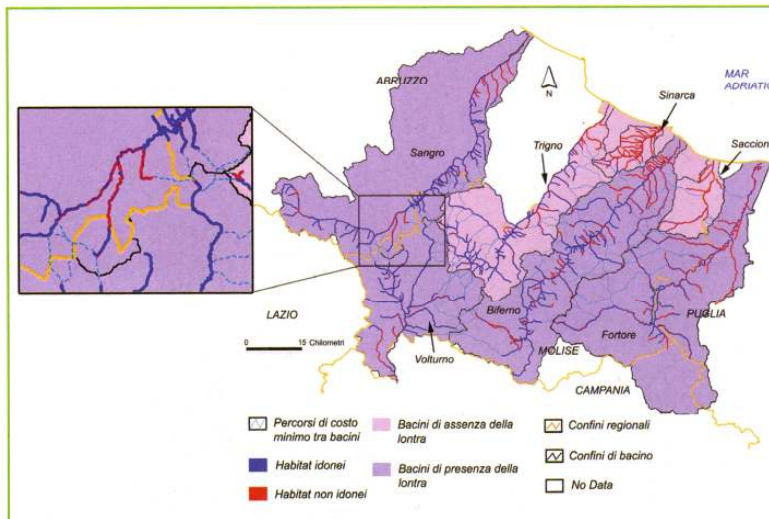 ABRUZZO
MAR
ADRIATIC
N
Sinarca
Sangro
Trigno
Saccion
LAZIO
Biferno
PUGLIA
0 15 Chilometri
Volturno
MOLISE
Fortore
CAMPANIA
Percorsi di costo
minimo tra bacini
Bacini di assenza della
lontra
Confini regionali
Habitat idonei
Bacini di presenza della
lontra
Confini di bacino
Habitat non idonei
No Data